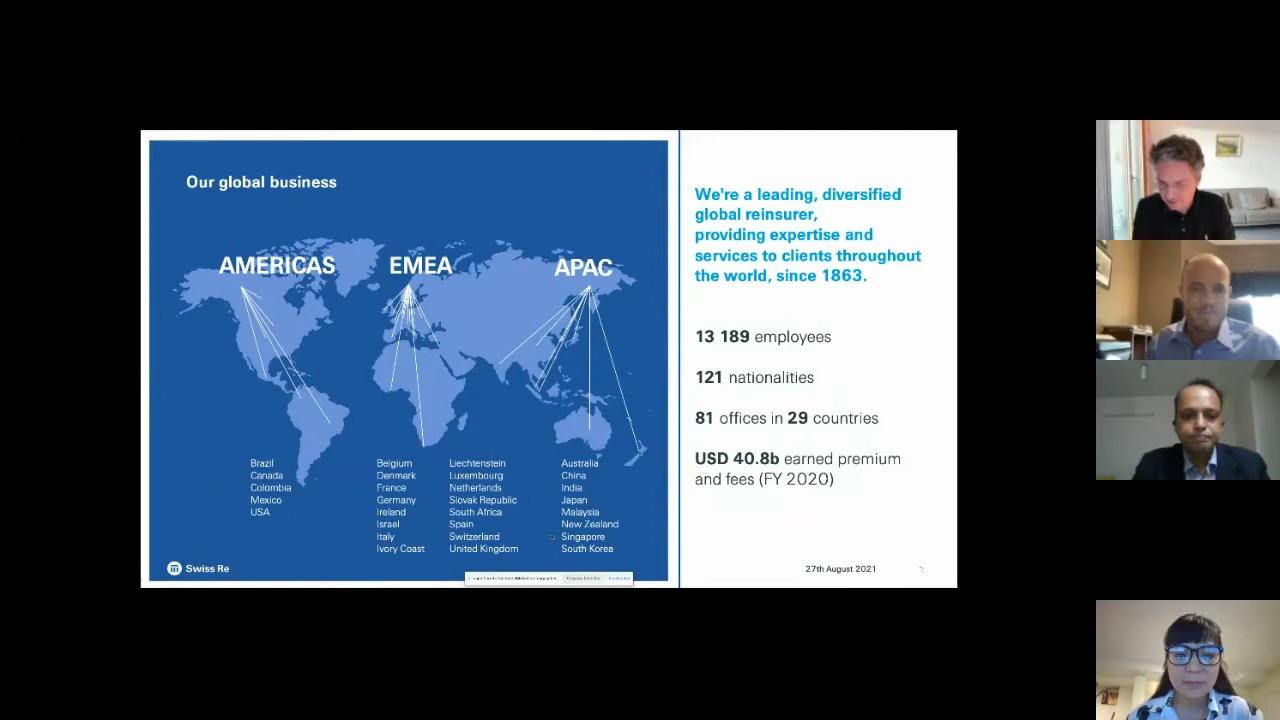 Our global business
AMERICAS
EMEA
APAC
Brazil
Canada
Colombia
Mexico
USA
Belgium
Denmark
France
Germany
Ireland
Israel
Italy
Ivory Coast
Liechtenstein
Luxembourg
Netherlands
Slovak Republic
South Africa
Spain
Switzerland
United Kingdom
Australia
China
India
Japan
Malaysia
New Zealand
Singapore
South Korea
Swiss Re
We're a leading, diversified
global reinsurer,
providing expertise and
services to clients throughout
the world, since 1863.
13 189 employees
121 nationalities
81 offices in 29 countries
USD 40.8b earned premium
and fees (FY 2020)
27th August 2021